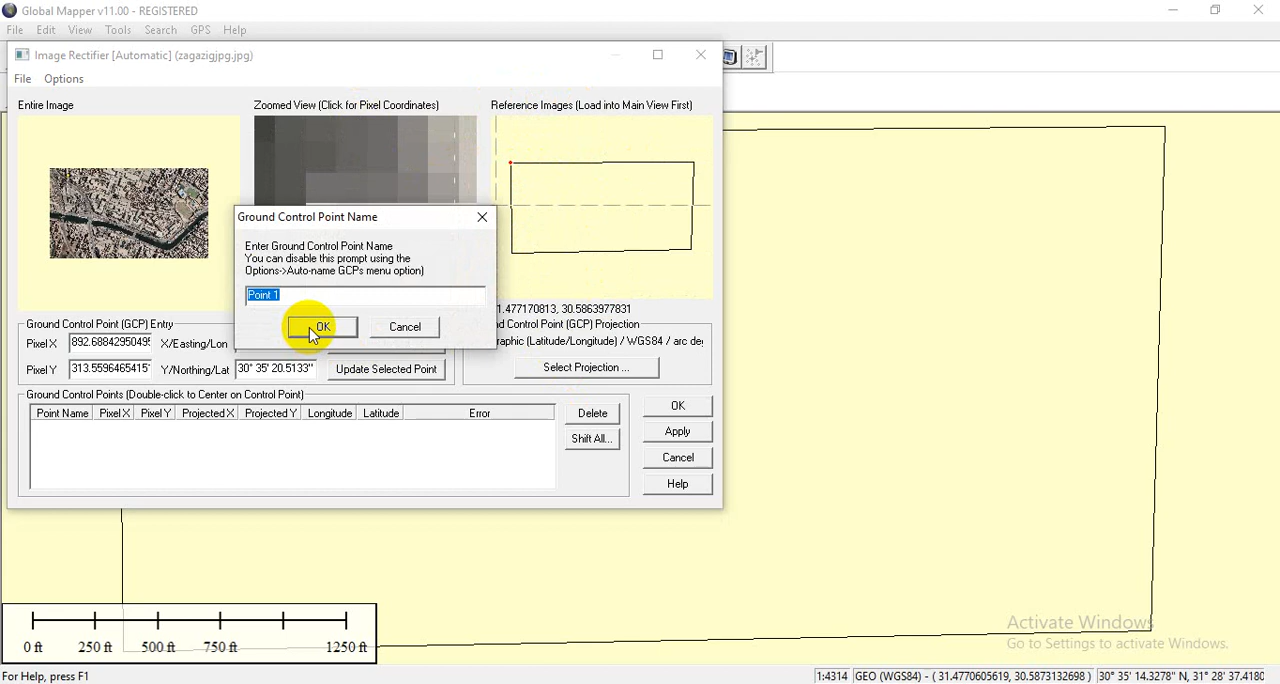 Global Mapper v11.00 - REGISTERED
File Edit View Tools Search GPS Help
Image Rectifier [Automatic] (zagazigjpg.jpg)
File Options
Entire Image
Zoomed View (Click for Pixel Coordinates)
Reference Images (Load into Main View First)
Ground Control Point Name
Enter Ground Control Point Name
You can disable this prompt using the
Options->Auto-name GCPs menu option)
Point 1
OK Cancel
1.477170813, 30.5863977831
Ground Control Point (GCP) Entry
Pixel X 892.6884295049 X/Easting/Lon
Pixel Y 313.5596465415 Y/Northing/Lat 30° 35' 20.5133" Update Selected Point
d Control Point (GCP) Projection
raphic (Latitude/Longitude) / WGS84 / arc de
Select Projection ...
Ground Control Points (Double-click to Center on Control Point)
Point Name Pixel X Pixel Y Projected X Projected Y Longitude Latitude Error
Delete
Shift All...
OK
Apply
Cancel
Help
Activate Windows
Go to Settings to activate Windows.
0 ft 250 ft 500 ft 750 ft 1250 ft
For Help, press F1
1:4314 GEO (WGS84) - ( 31.4770605619, 30.5873132698 ) 30° 35' 14.3278" N, 31° 28' 37.4180